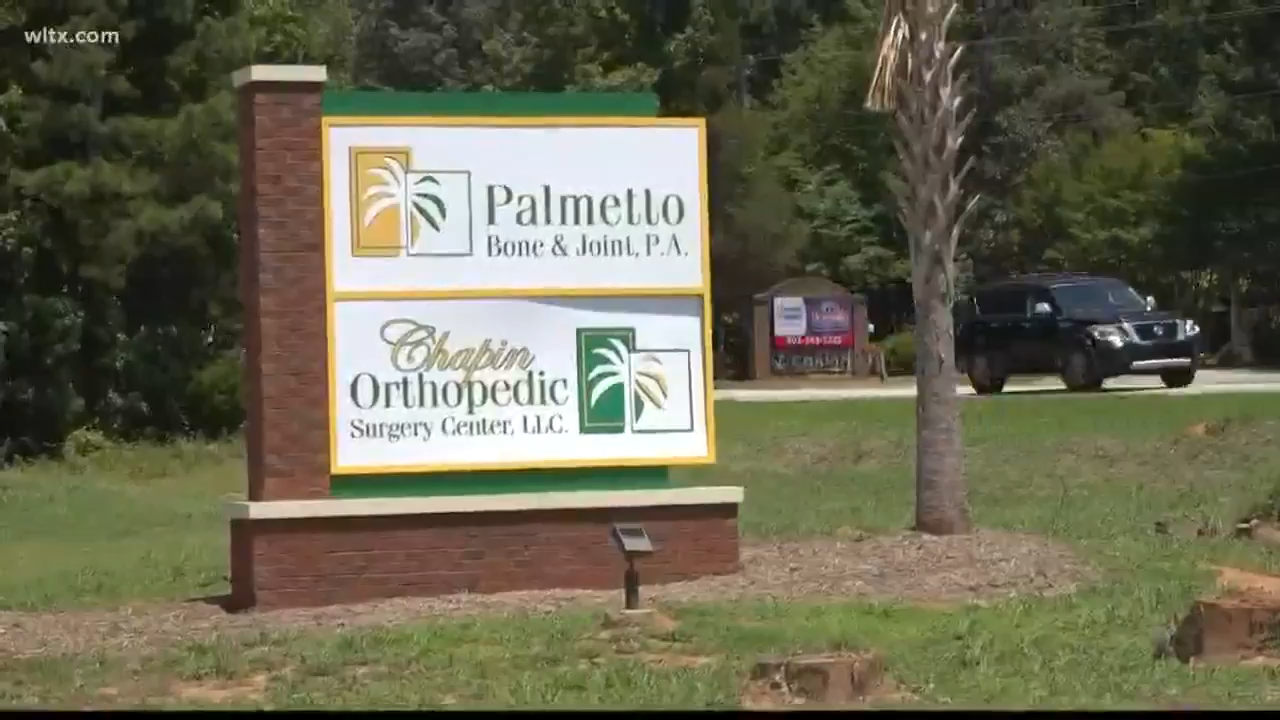 wltx.com
Palmetto
Bone & Joint, P.A.
Chapin
Orthopedic
Surgery Center, LLC.